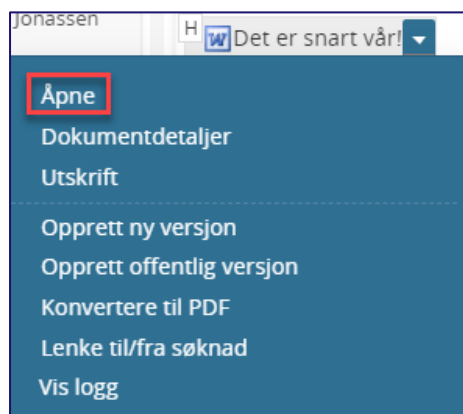 Jonassen
H Det er snart vår!
Åpne
Dokumentdetaljer
Utskrift
Opprett ny versjon
Opprett offentlig versjon
Konvertere til PDF
Lenke til/fra søknad
Vis logg